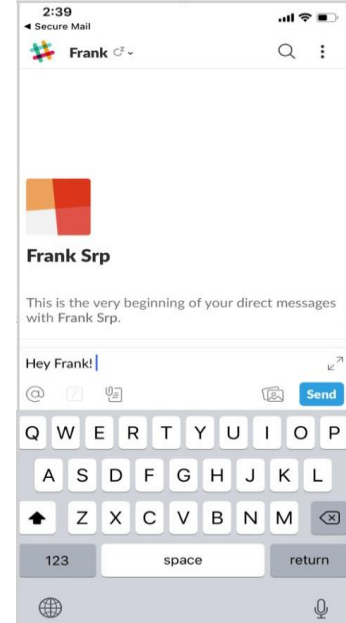 2:39
Secure Mail
Frank
Frank Srp
This is the very beginning of your direct messages
with Frank Srp.
Hey Frank!
@
Send
Q W E R T Y U I O P
A S D F G H J K L
Z X C V B N M
123 space return